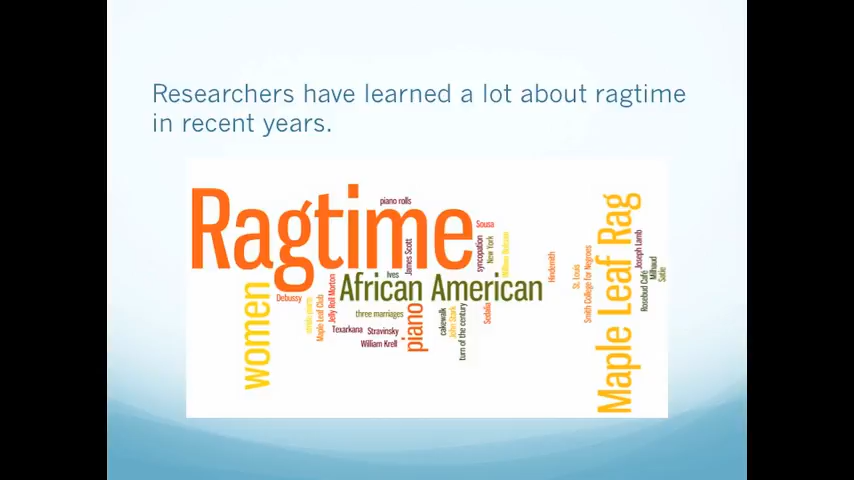 Researchers have learned a lot about ragtime
in recent years.
Ragtime
piano rolls
Sousa
James Scott
syncopation
New York
Ives
African American
Hindemith
St. Louis
Smith College for Negroes
Maple Leaf Rag
Joseph Lamb
Rosebud Café
Milhaud
Satie
women
Debussy
Maple Leaf Club
Jelly Roll Morton
three marriages
Texarkana
Stravinsky
William Krell
piano
cakewalk
John Stark
turn of the century
Sedalia